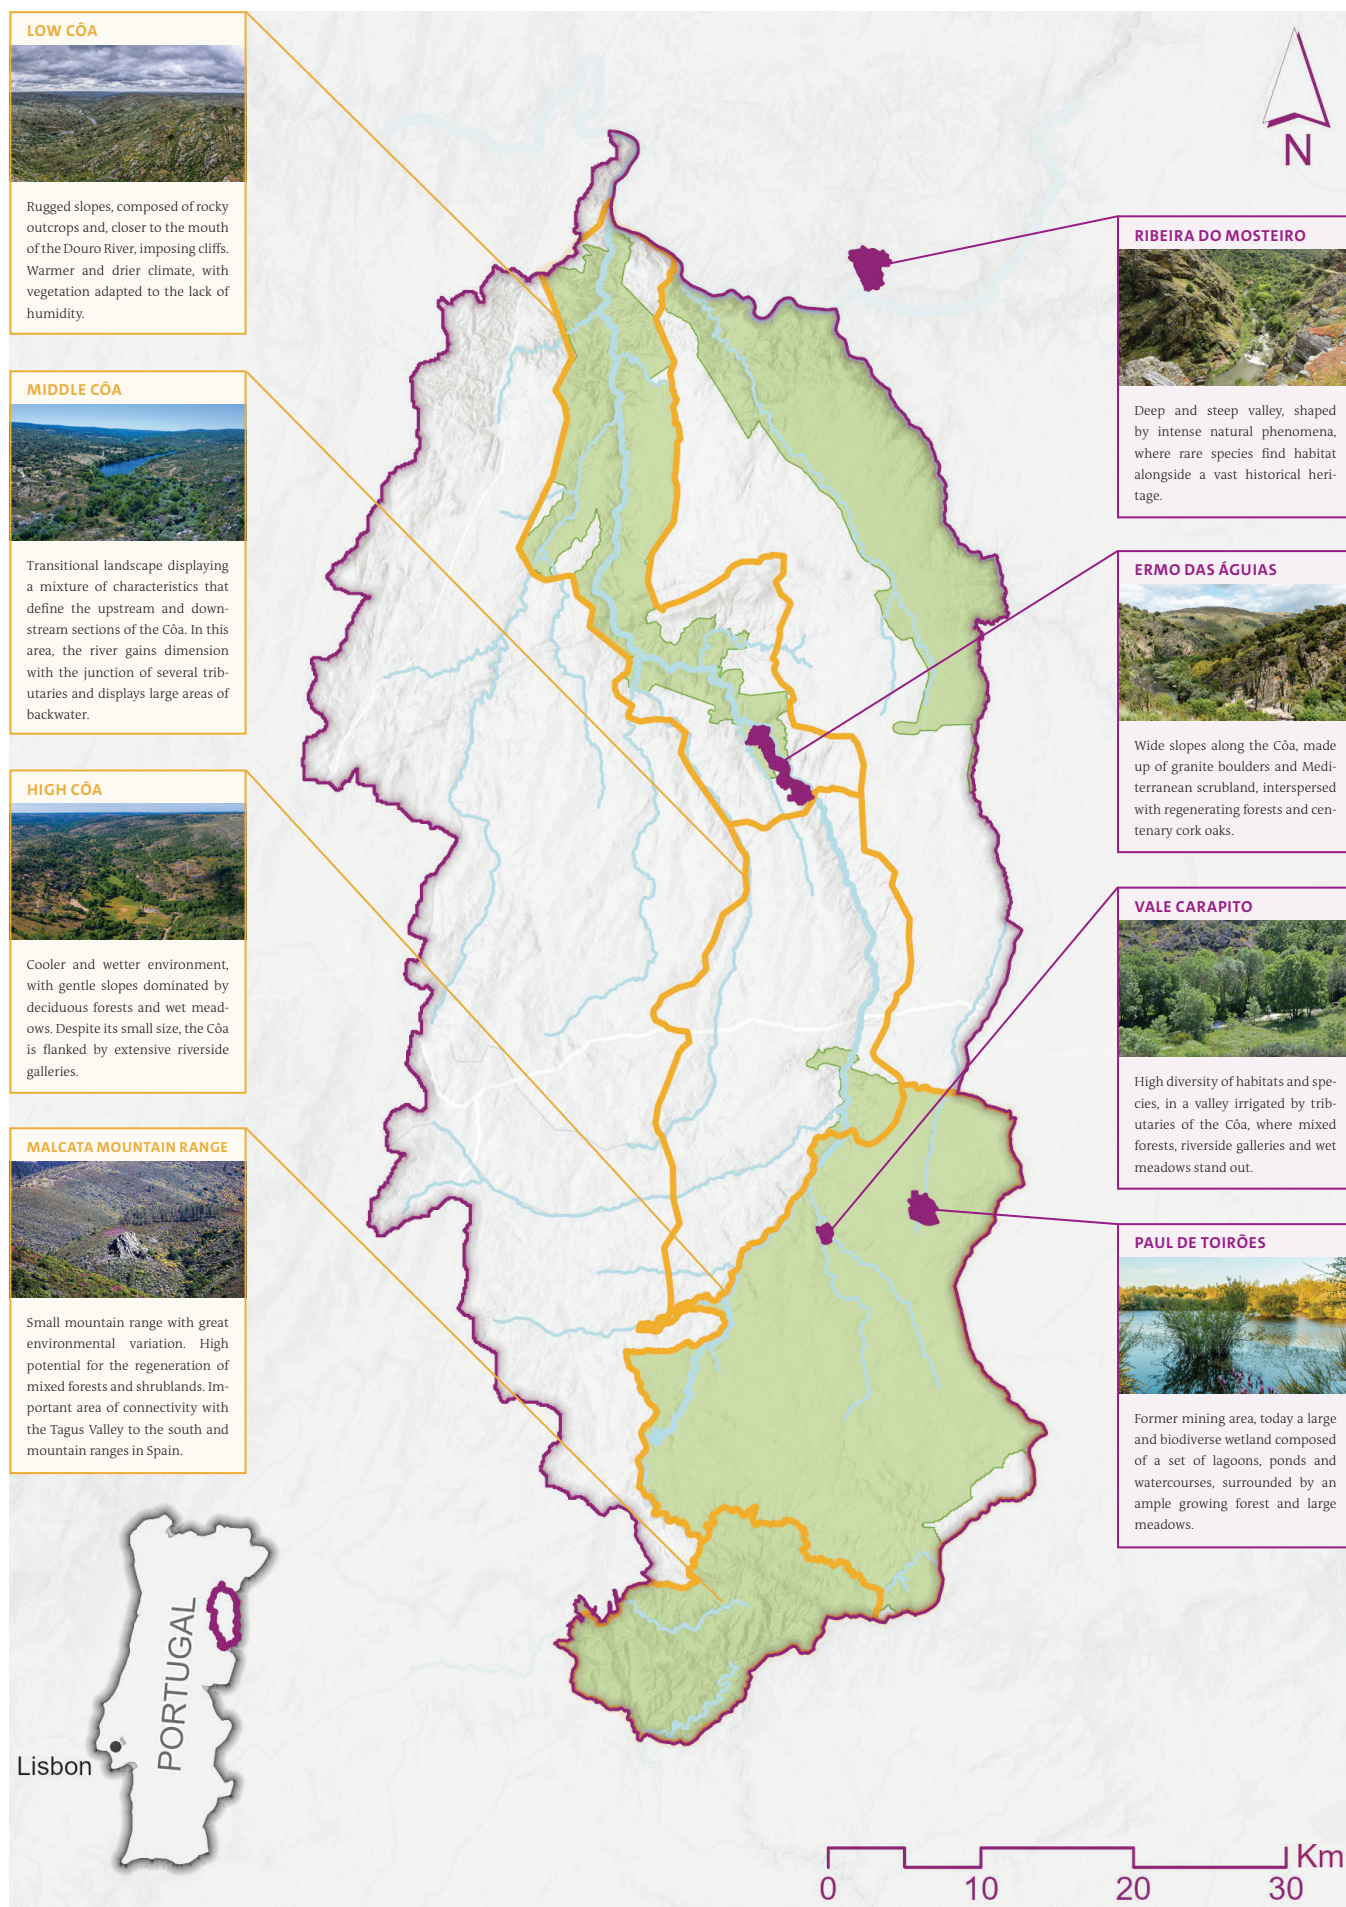 LOW CÔA
Rugged slopes, composed of rocky
outcrops and, closer to the mouth
of the Douro River, imposing cliffs.
Warmer and drier climate, with
vegetation adapted to the lack of
humidity.
MIDDLE CÔA
Transitional landscape displaying
a mixture of characteristics that
define the upstream and down-
stream sections of the Côa. In this
area, the river gains dimension
with the junction of several trib-
utaries and displays large areas of
backwater.
HIGH CÔA
Cooler and wetter environment,
with gentle slopes dominated by
deciduous forests and wet mead-
ows. Despite its small size, the Côa
is flanked by extensive riverside
galleries.
MALCATA MOUNTAIN RANGE
Small mountain range with great
environmental variation. High
potential for the regeneration of
mixed forests and shrublands. Im-
portant area of connectivity with
the Tagus Valley to the south and
mountain ranges in Spain.
PORTUGAL
Lisbon
N
RIBEIRA DO MOSTEIRO
Deep and steep valley, shaped
by intense natural phenomena,
where rare species find habitat
alongside a vast historical heri-
tage.
ERMO DAS ÁGUIAS
Wide slopes along the Côa, made
up of granite boulders and Medi-
terranean scrubland, interspersed
with regenerating forests and cen-
tenary cork oaks.
VALE CARAPITO
High diversity of habitats and spe-
cies, in a valley irrigated by trib-
utaries of the Côa, where mixed
forests, riverside galleries and wet
meadows stand out.
PAUL DE TOIRÕES
Former mining area, today a large
and biodiverse wetland composed
of a set of lagoons, ponds and
watercourses, surrounded by an
ample growing forest and large
meadows.
Km
0 10 20 30